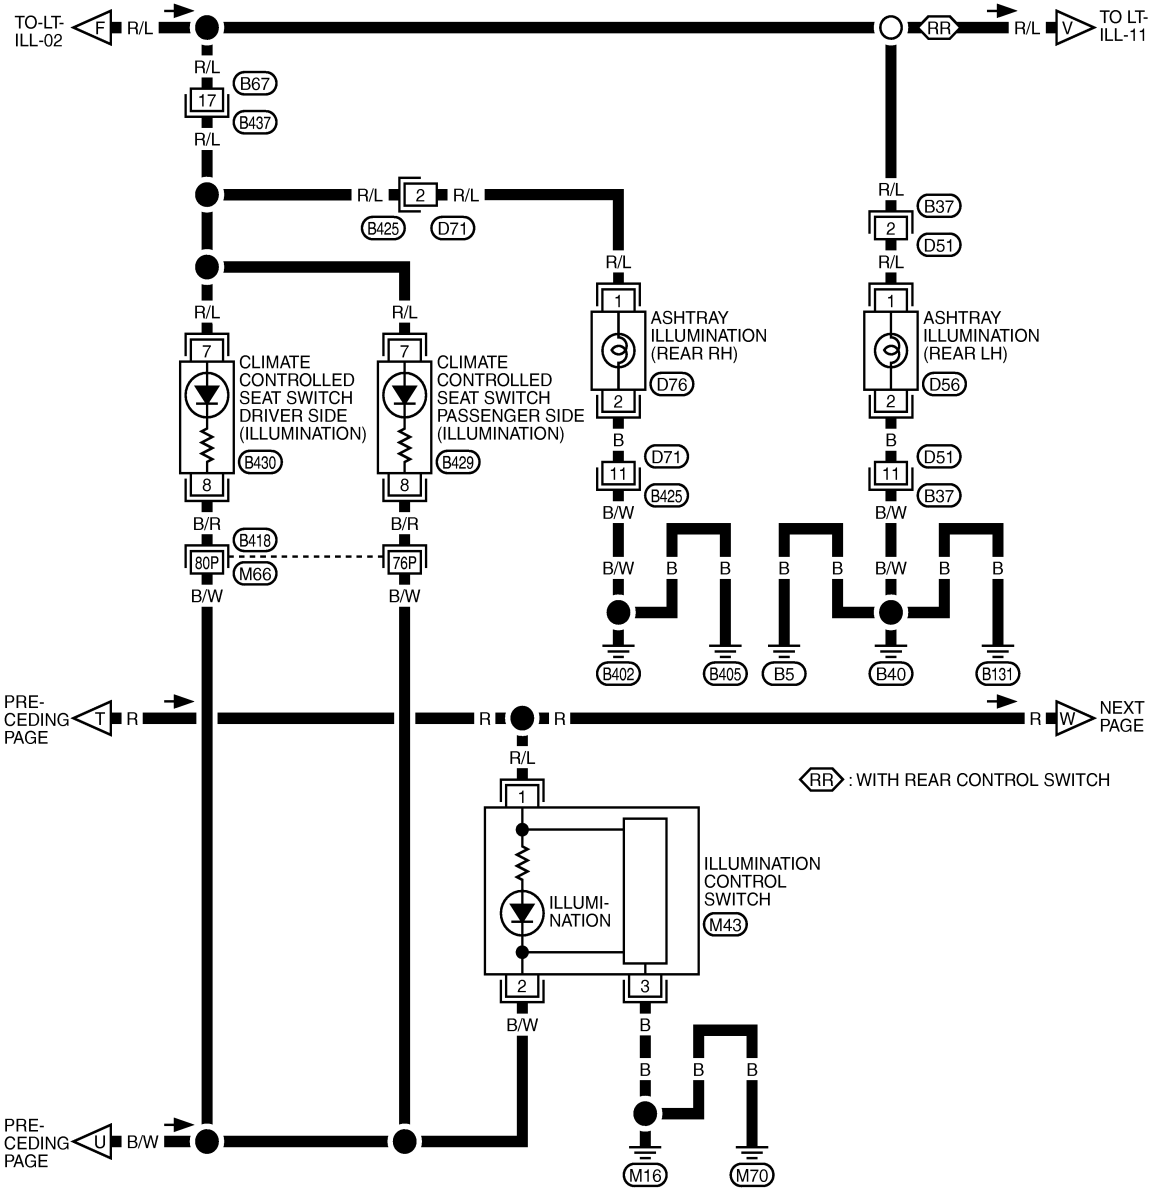 TO-LT-
ILL-02
F
R/L
RR
R/L
V
TO LT-
ILL-11
R/L
B67
17
B437
R/L
R/L
2
R/L
B425
D71
R/L
B37
2
D51
R/L
R/L
R/L
R/L
7
7
1
1
CLIMATE
CONTROLLED
SEAT SWITCH
DRIVER SIDE
(ILLUMINATION)
B430
CLIMATE
CONTROLLED
SEAT SWITCH
PASSENGER SIDE
(ILLUMINATION)
B429
ASHTRAY
ILLUMINATION
(REAR RH)
D76
ASHTRAY
ILLUMINATION
(REAR LH)
D56
2
2
B
B
8
8
D71
11
B425
D51
11
B37
B/R
B/R
B/W
B/W
B418
80P
M66
76P
B/W
B/W
B/W
B
B
B
B
B/W
B
B
B402
B405
B5
B40
B131
PRE-
CEDING
PAGE
T
R
R
R
R
W
NEXT
PAGE
R/L
RR : WITH REAR CONTROL SWITCH
1
ILLUMI-
NATION
ILLUMINATION
CONTROL
SWITCH
M43
2
3
B/W
B
B
B
B
PRE-
CEDING
PAGE
U
B/W
M16
M70